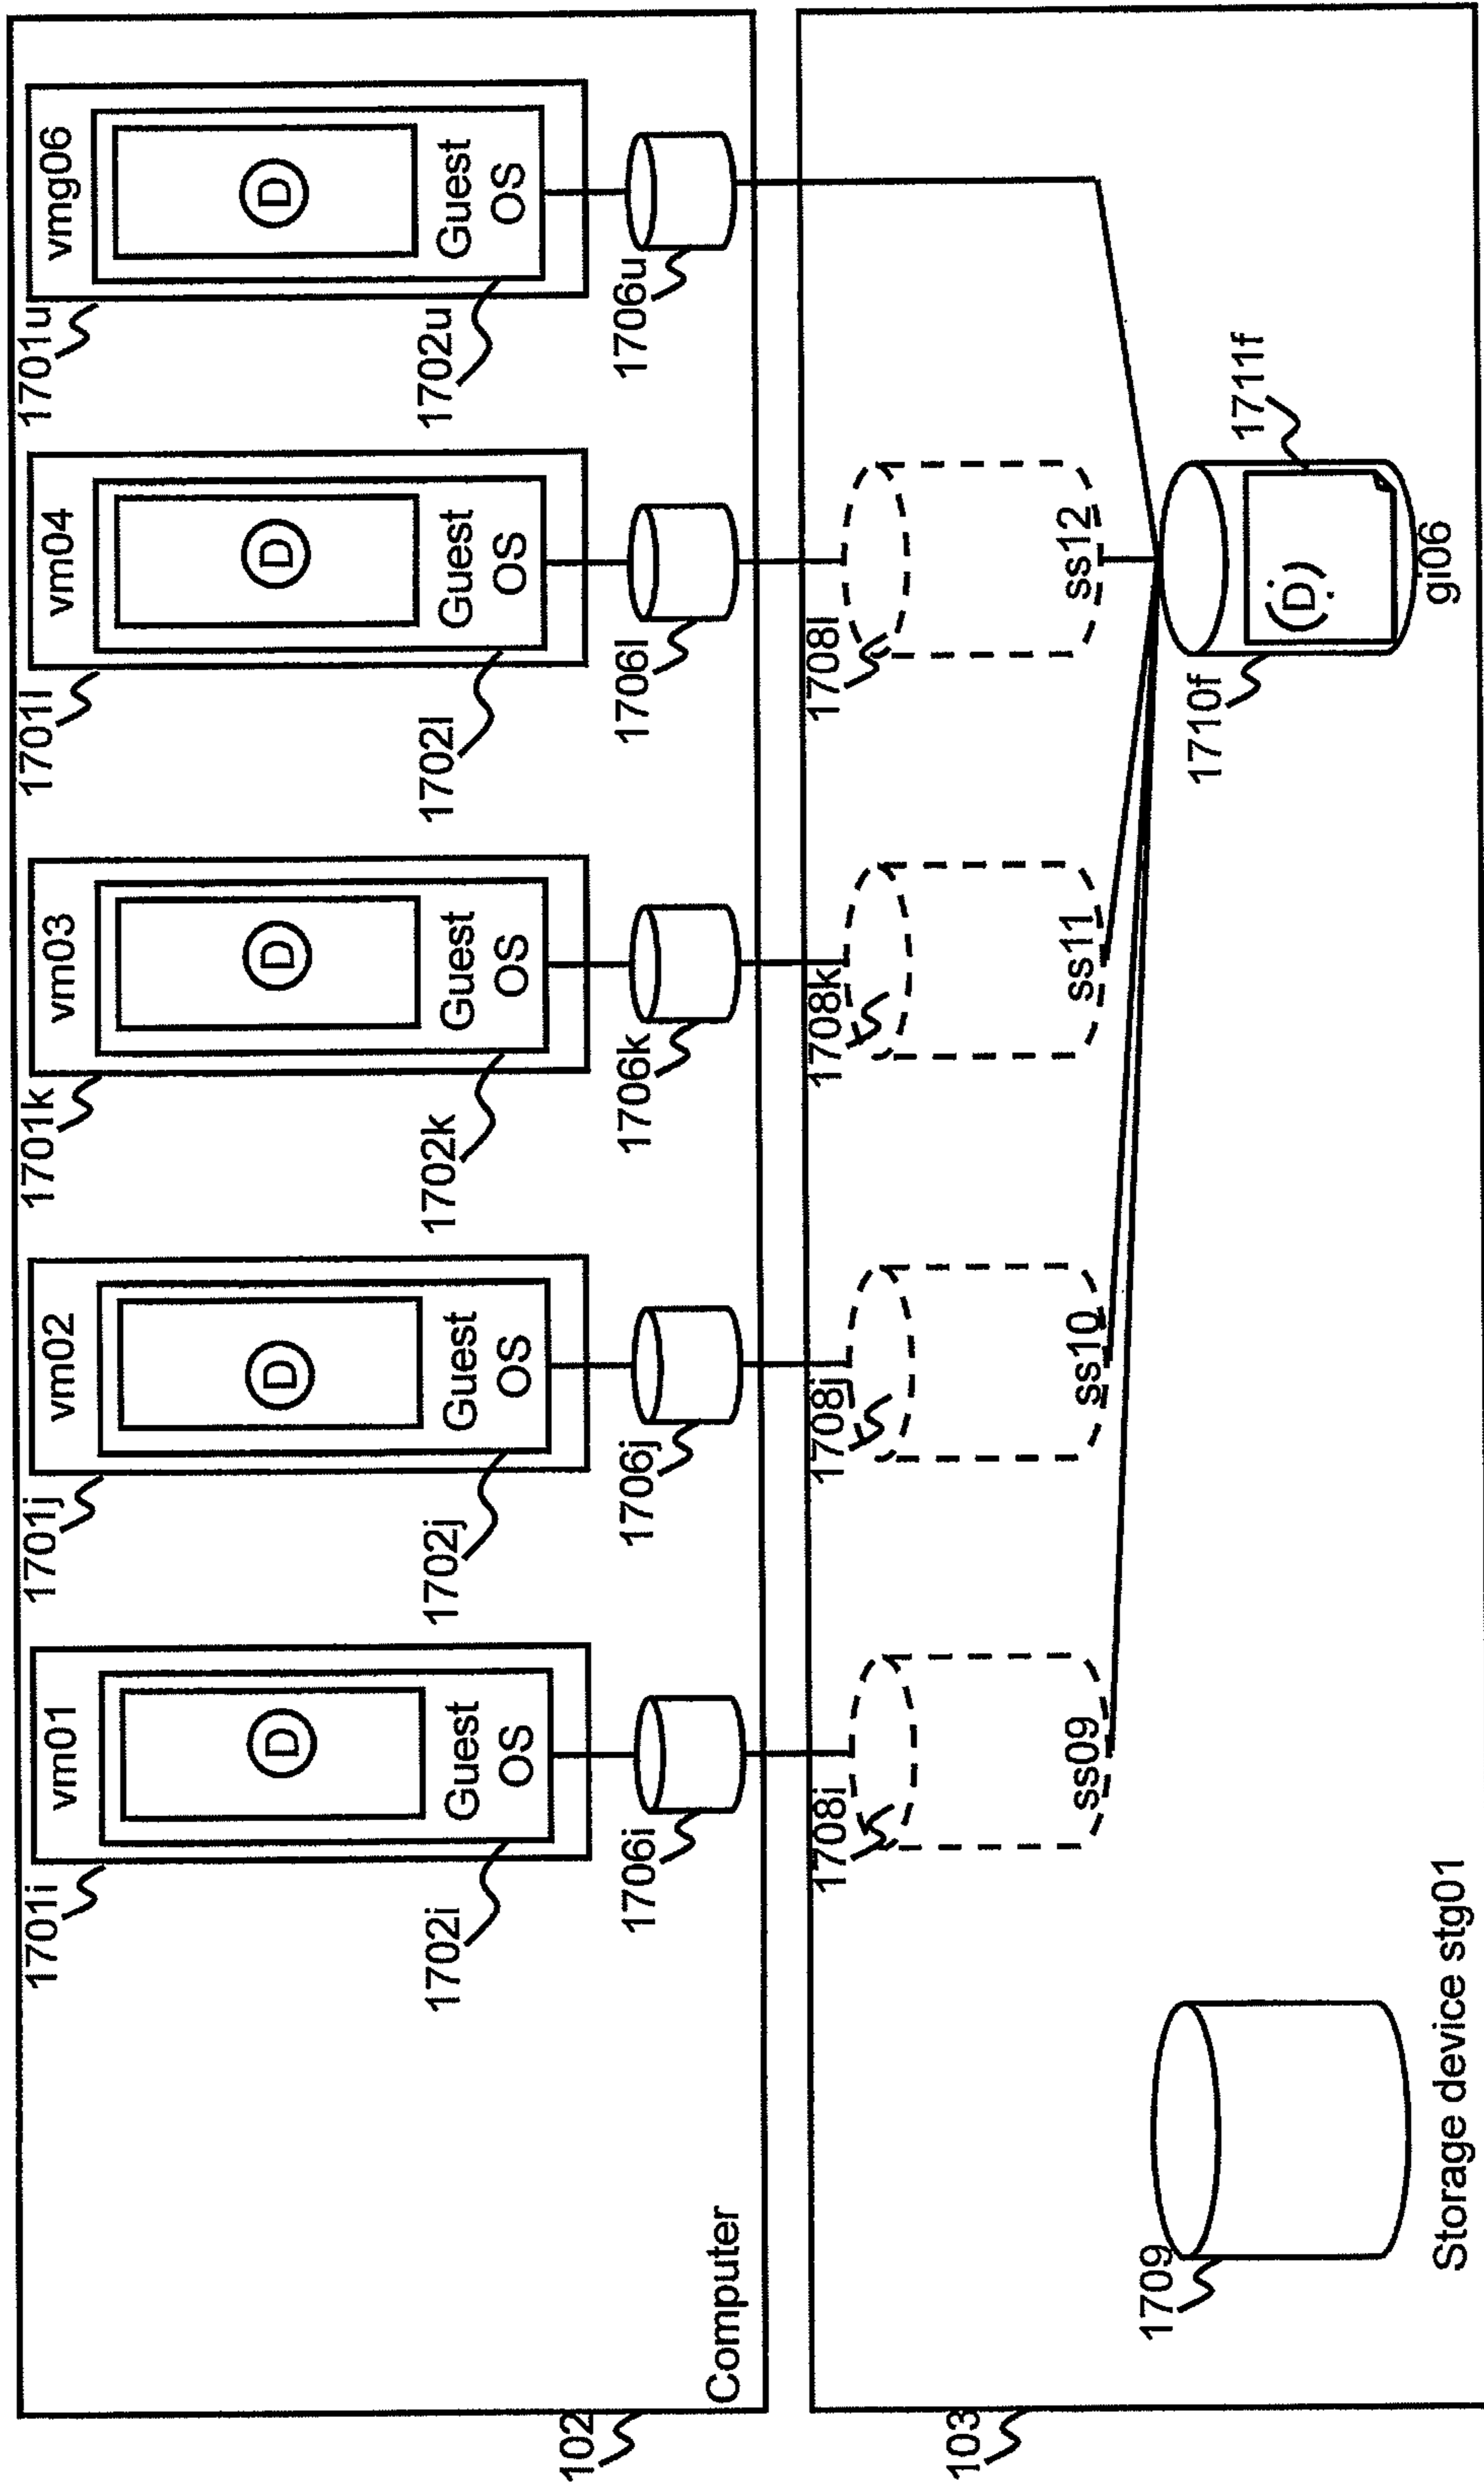 102
Computer
1701i
vm01
D
Guest
OS
1702i
1706i
1701j
vm02
D
Guest
OS
1702j
1706j
1701k
vm03
D
Guest
OS
1702k
1706k
1701l
vm04
D
Guest
OS
1702l
1706l
1701u
vmg06
D
Guest
OS
1702u
1706u
103
1708i
ss09
1708j
ss10
1708k
ss11
1708l
ss12
1709
Storage device stg01
1710f
1711f
(D)
gi06